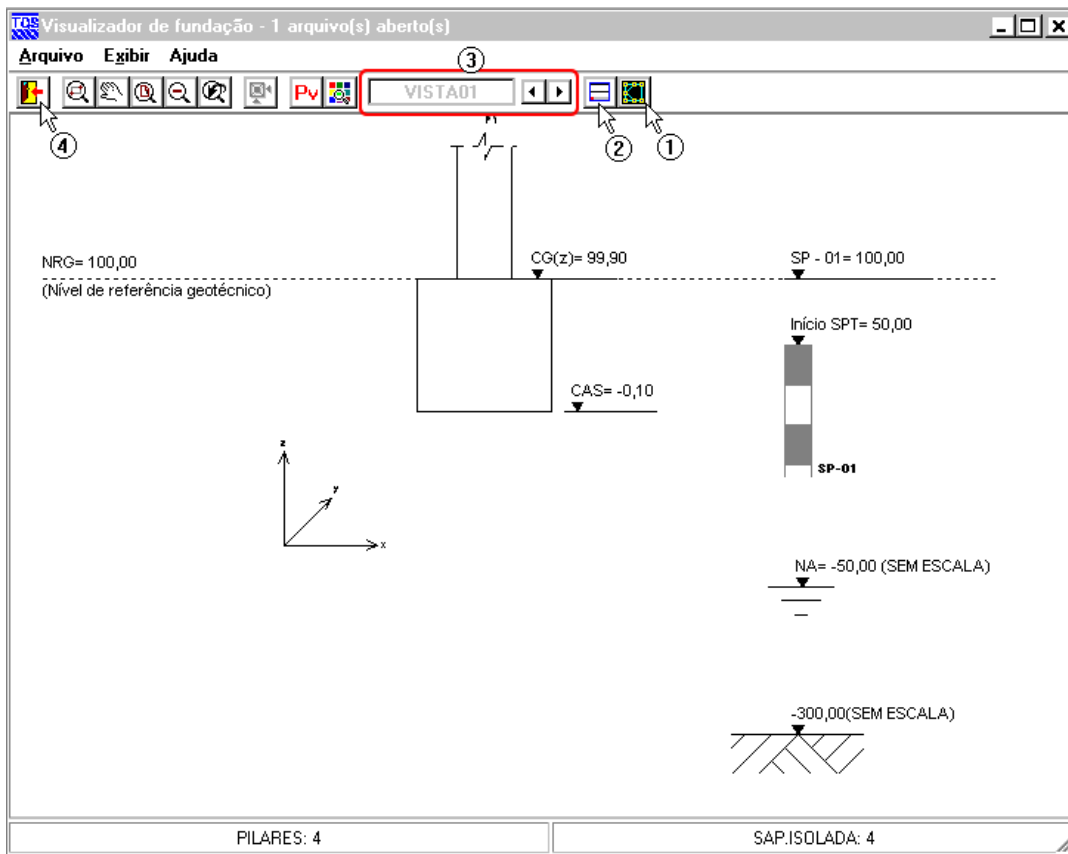 TQS Visualizador de fundação - 1 arquivo(s) aberto(s)
Arquivo Exibir Ajuda
3
Pv VISTA01
4
2
1
NRG= 100,00
(Nível de referência geotécnico)
CG(z)= 99,90
SP - 01= 100,00
Início SPT= 50,00
CAS= -0,10
SP-01
z
y
x
NA= -50,00 (SEM ESCALA)
-300,00(SEM ESCALA)
PILARES: 4
SAP.ISOLADA: 4